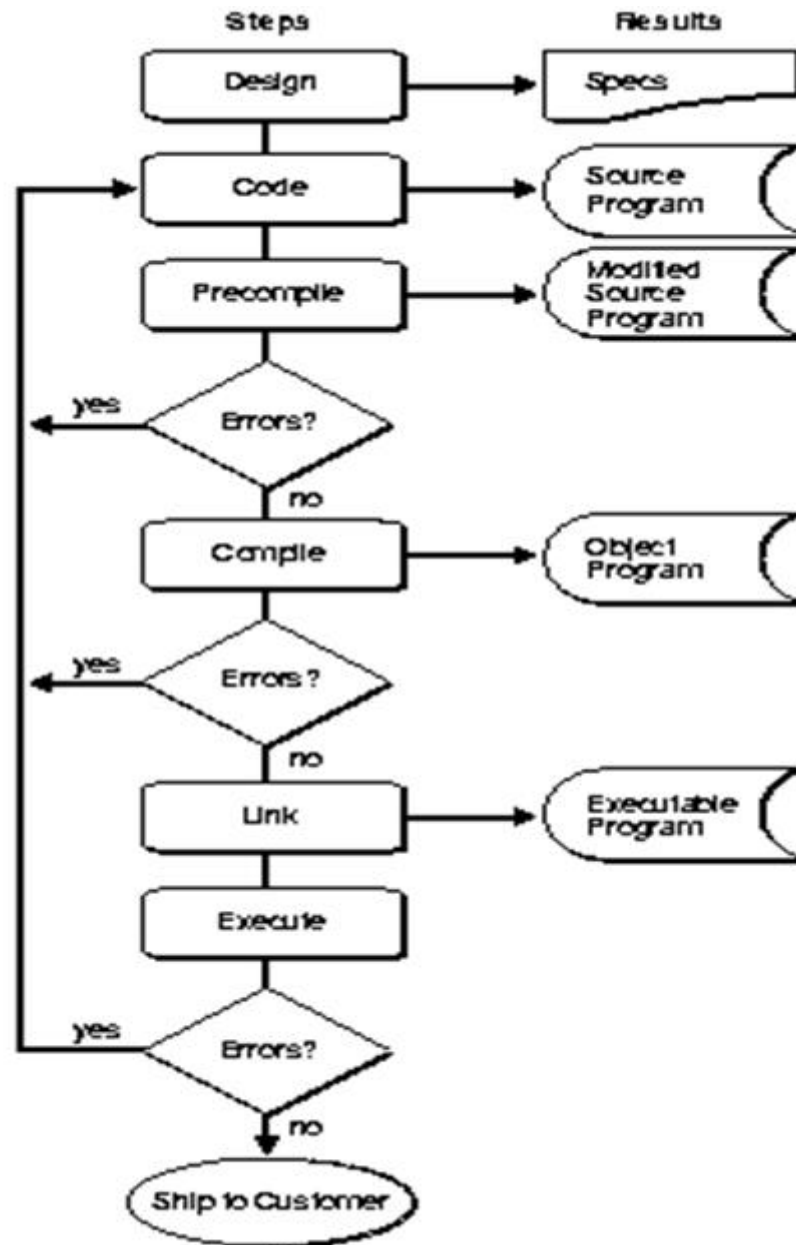 Steps
Results
Design
Specs
Code
Source
Program
Precompile
Modified
Source
Program
yes
Errors?
no
Compile
Object
Program
yes
Errors?
no
Link
Executable
Program
Execute
yes
Errors?
no
Ship to Customer